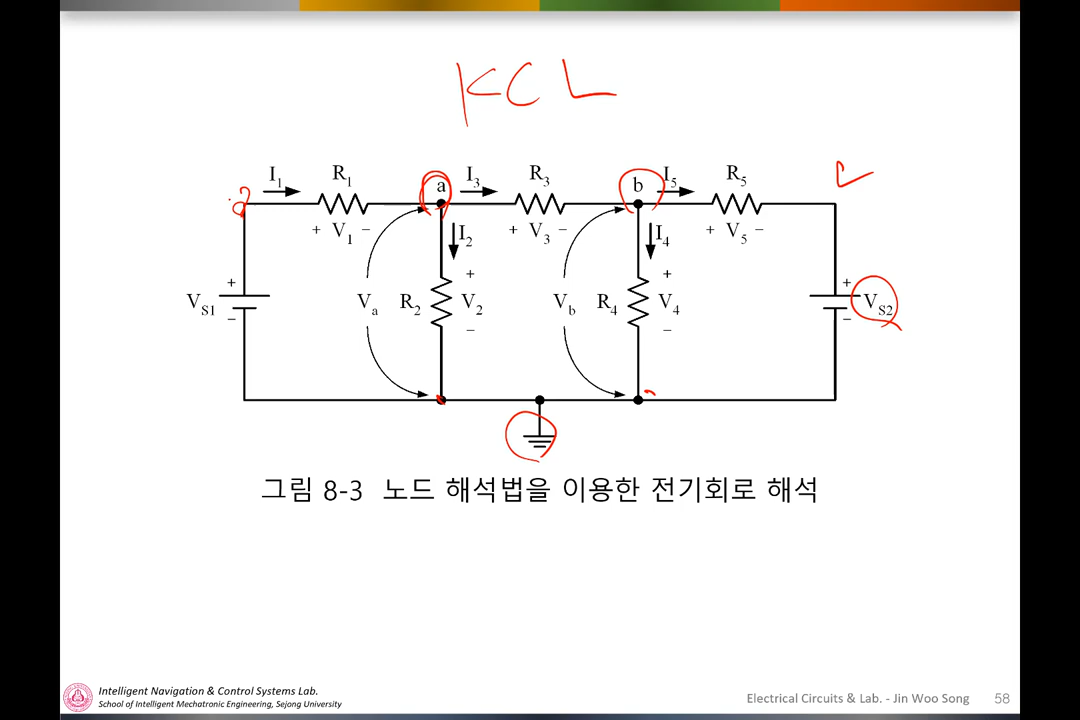 KCL
I1 R1 a I3 R3 b I5 R5
+ V1 − I2 + V3 − I4 + V5 −
+ + + +
VS1 Va R2 V2 Vb R4 V4 VS2
− − − −
그림 8-3 노드 해석법을 이용한 전기회로 해석
Intelligent Navigation & Control Systems Lab.
School of Intelligent Mechatronic Engineering, Sejong University
Electrical Circuits & Lab. - Jin Woo Song 58